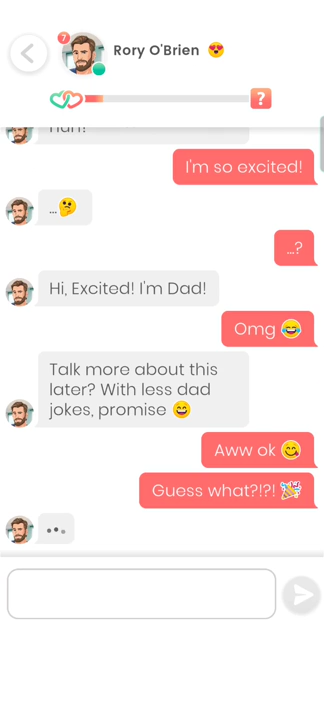 7
Rory O'Brien 😍
?
Huh?
I'm so excited!
...🤔
...?
Hi, Excited! I'm Dad!
Omg 😂
Talk more about this
later? With less dad
jokes, promise 😄
Aww ok 😋
Guess what?!?! 🎉